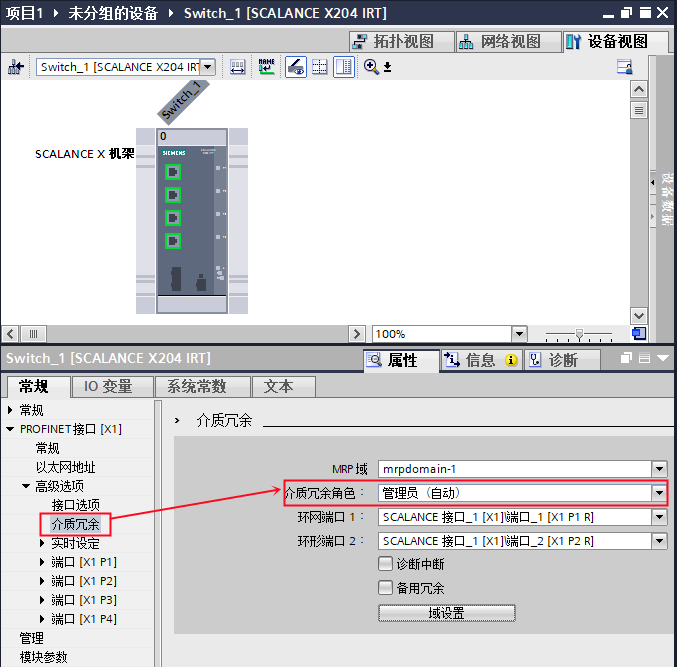 项目1 ▸ 未分组的设备 ▸ Switch_1 [SCALANCE X204 IRT]
拓扑视图
网络视图
设备视图
Switch_1 [SCALANCE X204 IRT
NAME
Switch_1
0
SCALANCE X 机架
SIEMENS
设备数据
100%
Switch_1 [SCALANCE X204 IRT]
属性
信息
诊断
常规
IO 变量
系统常数
文本
常规
PROFINET接口 [X1]
常规
以太网地址
高级选项
接口选项
介质冗余
实时设定
端口 [X1 P1]
端口 [X1 P2]
端口 [X1 P3]
端口 [X1 P4]
管理
模块参数
介质冗余
MRP 域
mrpdomain-1
介质冗余角色：
管理员（自动）
环网端口 1：
SCALANCE 接口_1 [X1]\端口_1 [X1 P1 R]
环形端口 2：
SCALANCE 接口_1 [X1]\端口_2 [X1 P2 R]
诊断中断
备用冗余
域设置